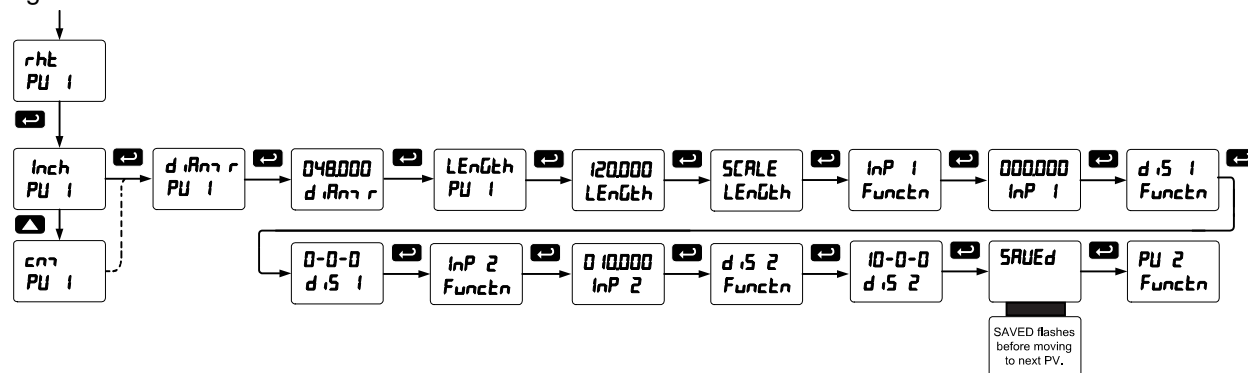 rht
PU 1
Inch
PU 1
cm
PU 1
diAmtr
PU 1
048.000
diAmtr
LEnGth
PU 1
120.000
LEnGth
SCALE
LEnGth
InP 1
Functn
000.000
InP 1
diS 1
Functn
0-0-0
diS 1
InP 2
Functn
010.000
InP 2
diS 2
Functn
10-0-0
diS 2
SAVEd
SAVED flashes
before moving
to next PV.
PU 2
Functn